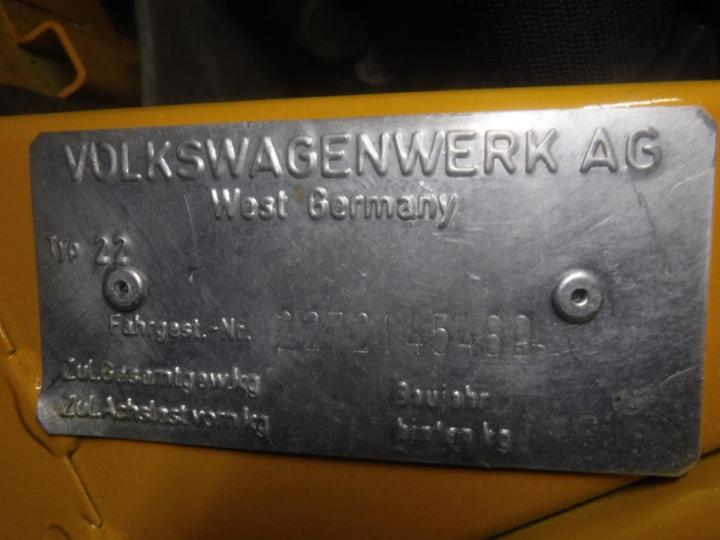 VOLKSWAGENWERK AG
West Germany
Typ 22
Fahrgest.-Nr. 2272145480
Zul.Gesamtgew.kg Baujahr
Zul.Achslast vorn kg hinten kg